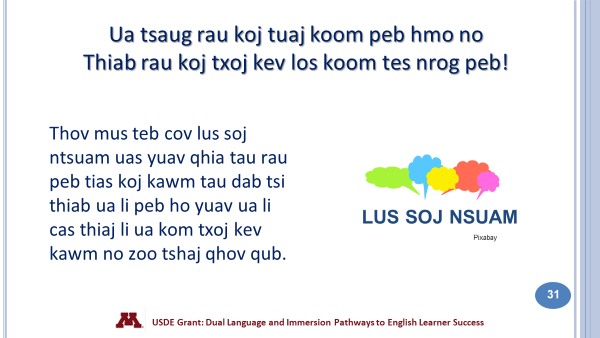 Ua tsaug rau koj tuaj koom peb hmo no
Thiab rau koj txoj kev los koom tes nrog peb!
Thov mus teb cov lus soj
ntsuam uas yuav qhia tau rau
peb tias koj kawm tau dab tsi
thiab ua li peb ho yuav ua li
cas thiaj li ua kom txoj kev
kawm no zoo tshaj qhov qub.
LUS SOJ NSUAM
Pixabay
31
USDE Grant: Dual Language and Immersion Pathways to English Learner Success